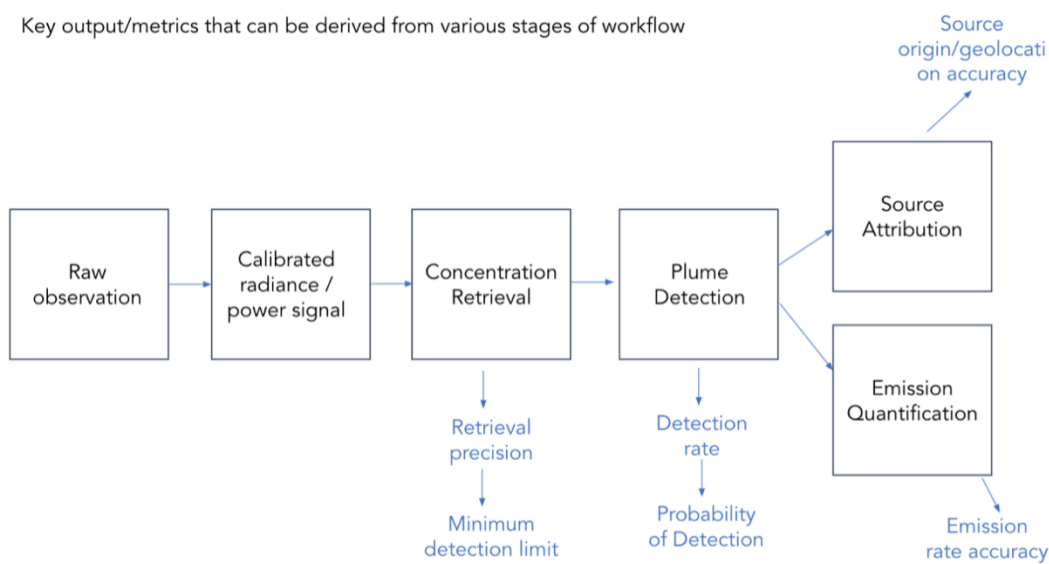 Key output/metrics that can be derived from various stages of workflow
Source
origin/geolocati
on accuracy
Raw
observation
Calibrated
radiance /
power signal
Concentration
Retrieval
Plume
Detection
Source
Attribution
Emission
Quantification
Retrieval
precision
Minimum
detection limit
Detection
rate
Probability
of Detection
Emission
rate accuracy